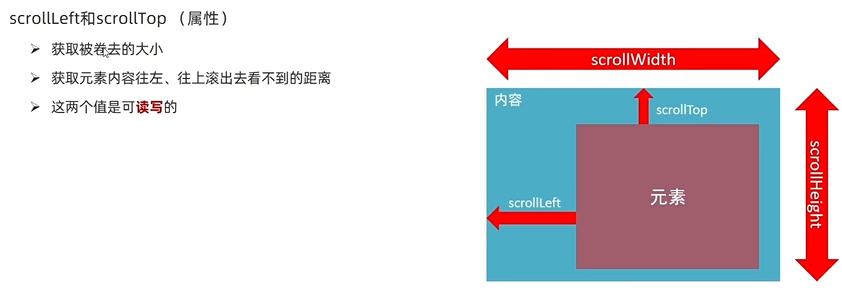 scrollLeft和scrollTop （属性）
➢ 获取被卷去的大小
➢ 获取元素内容往左、往上滚出去看不到的距离
➢ 这两个值是可读写的
scrollWidth
内容
scrollTop
元素
scrollLeft
scrollHeight